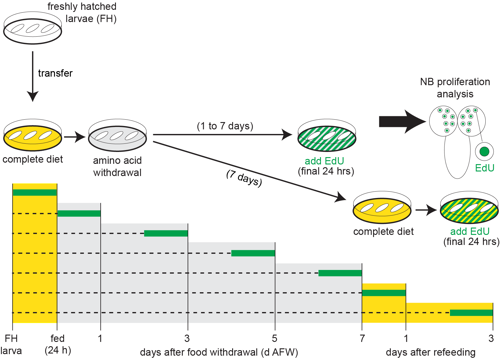 freshly hatched
larvae (FH)
transfer
NB proliferation
analysis
(1 to 7 days)
complete diet
amino acid
withdrawal
add EdU
(final 24 hrs)
EdU
(7 days)
complete diet
add EdU
(final 24 hrs)
FH
larva
fed
(24 h)
1
3
5
7
1
3
days after food withdrawal (d AFW)
days after refeeding